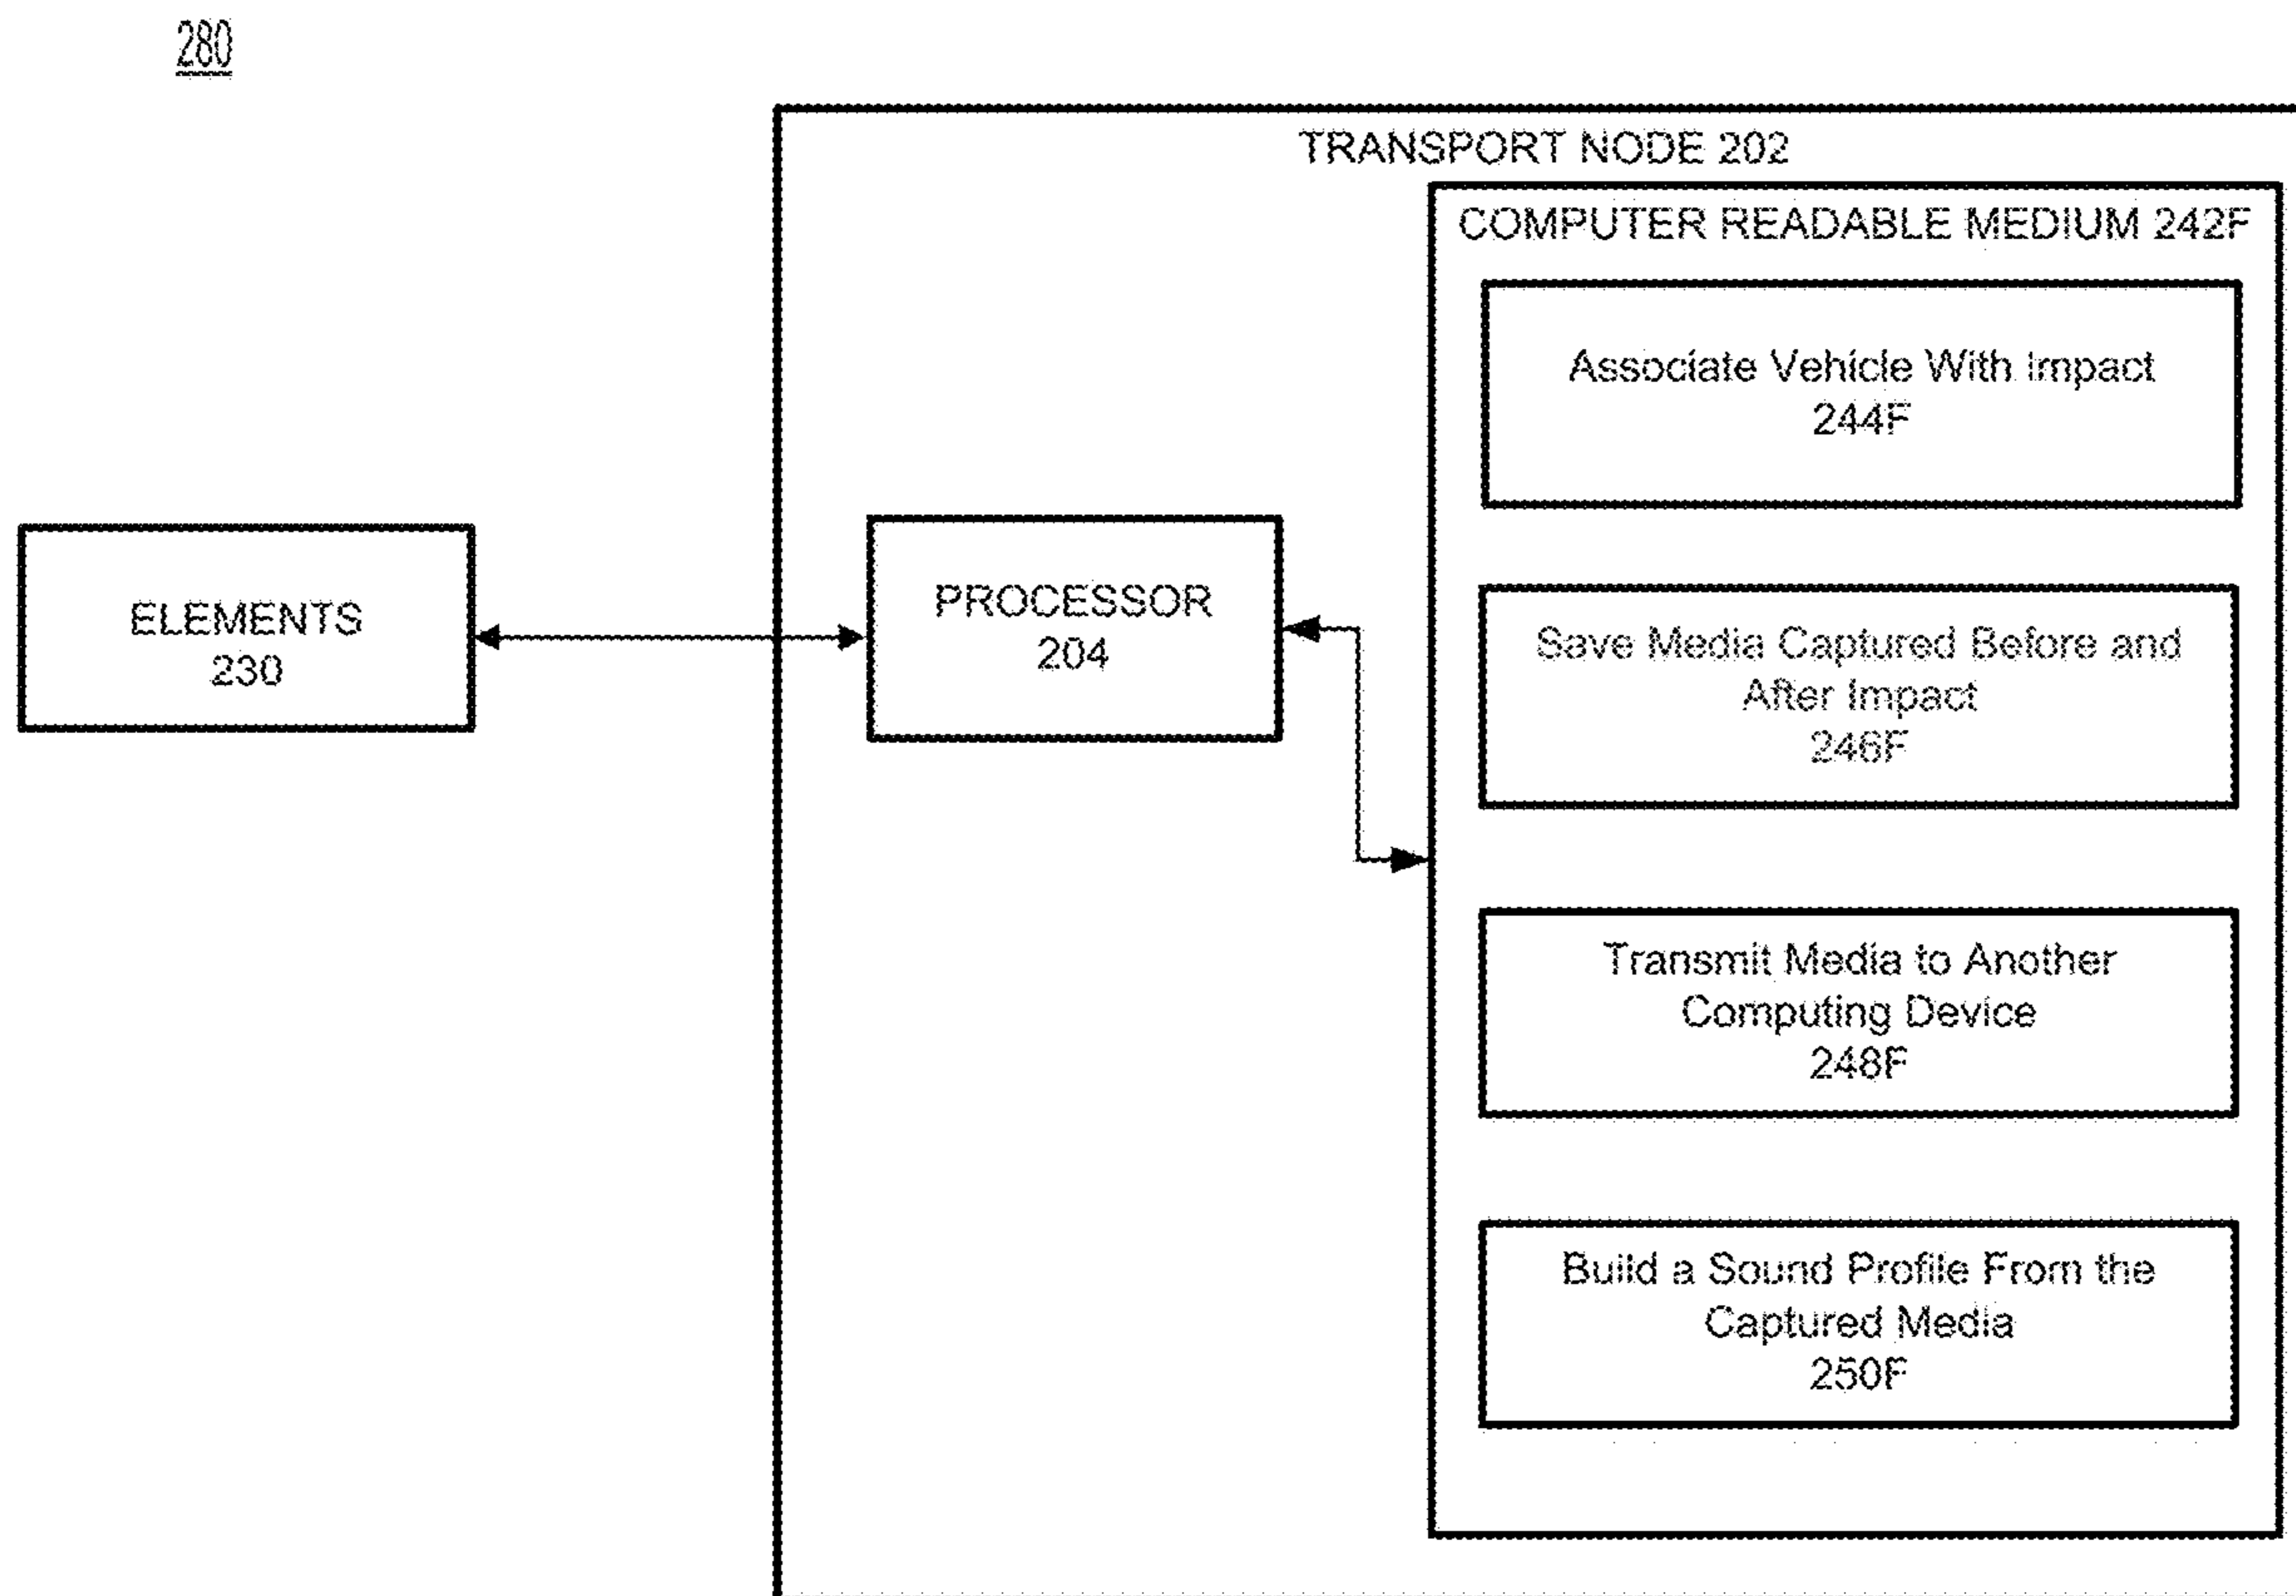 280
TRANSPORT NODE 202
COMPUTER READABLE MEDIUM 242F
Associate Vehicle With Impact
244F
ELEMENTS
230
PROCESSOR
204
Save Media Captured Before and
After Impact
246F
Transmit Media to Another
Computing Device
248F
Build a Sound Profile From the
Captured Media
250F